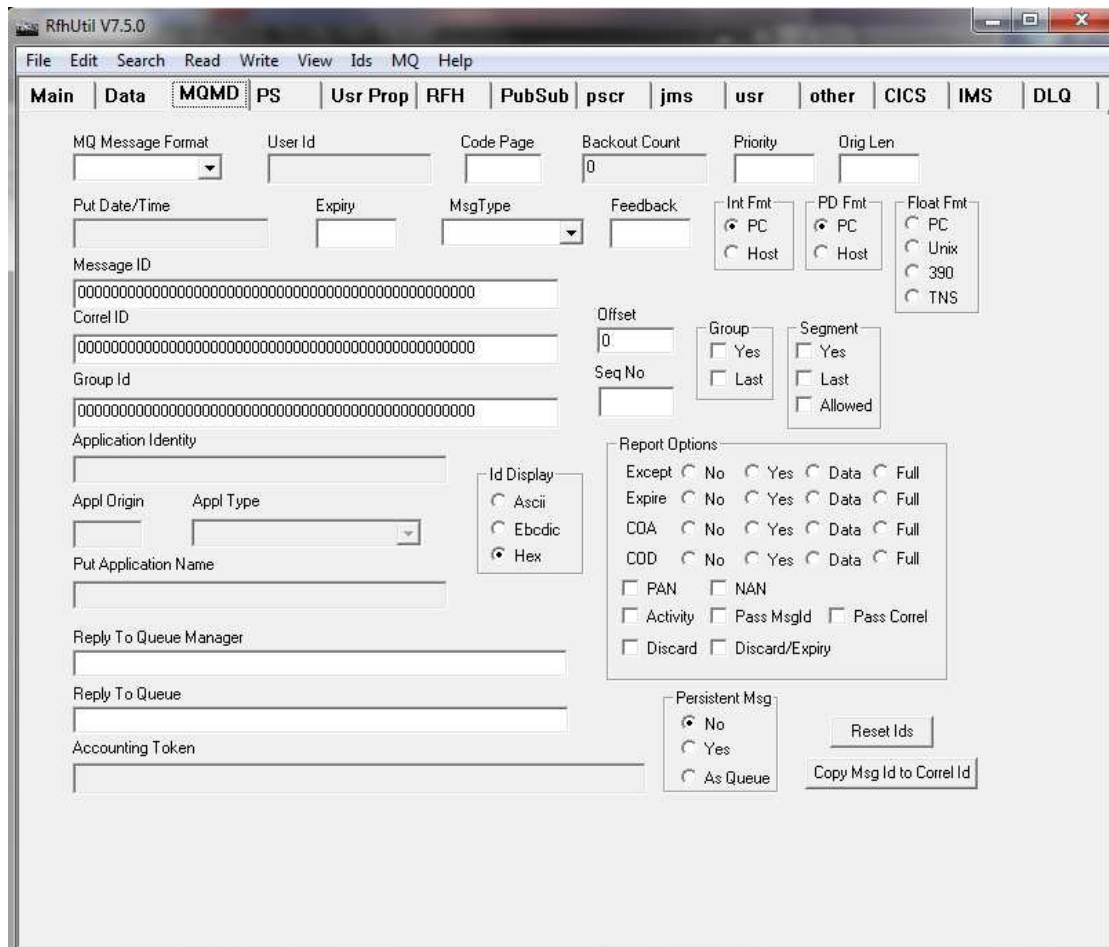 RfhUtil V7.5.0
File Edit Search Read Write View Ids MQ Help
Main Data MQMD PS Usr Prop RFH PubSub pscr jms usr other CICS IMS DLQ
MQ Message Format User Id Code Page Backout Count Priority Orig Len
0
Put Date/Time Expiry MsgType Feedback Int Fmt PD Fmt Float Fmt
PC PC PC
Host Host Unix
390
TNS
Message ID
000000000000000000000000000000000000000000000000
Correl ID Offset Group Segment
000000000000000000000000000000000000000000000000 0 Yes Yes
Group Id Seq No Last Last
000000000000000000000000000000000000000000000000 Allowed
Application Identity Report Options
Id Display Except No Yes Data Full
Appl Origin Appl Type Ascii Expire No Yes Data Full
Ebcdic COA No Yes Data Full
Put Application Name Hex COD No Yes Data Full
PAN NAN
Activity Pass MsgId Pass Correl
Reply To Queue Manager Discard Discard/Expiry
Reply To Queue Persistent Msg
No Reset Ids
Accounting Token Yes
As Queue Copy Msg Id to Correl Id